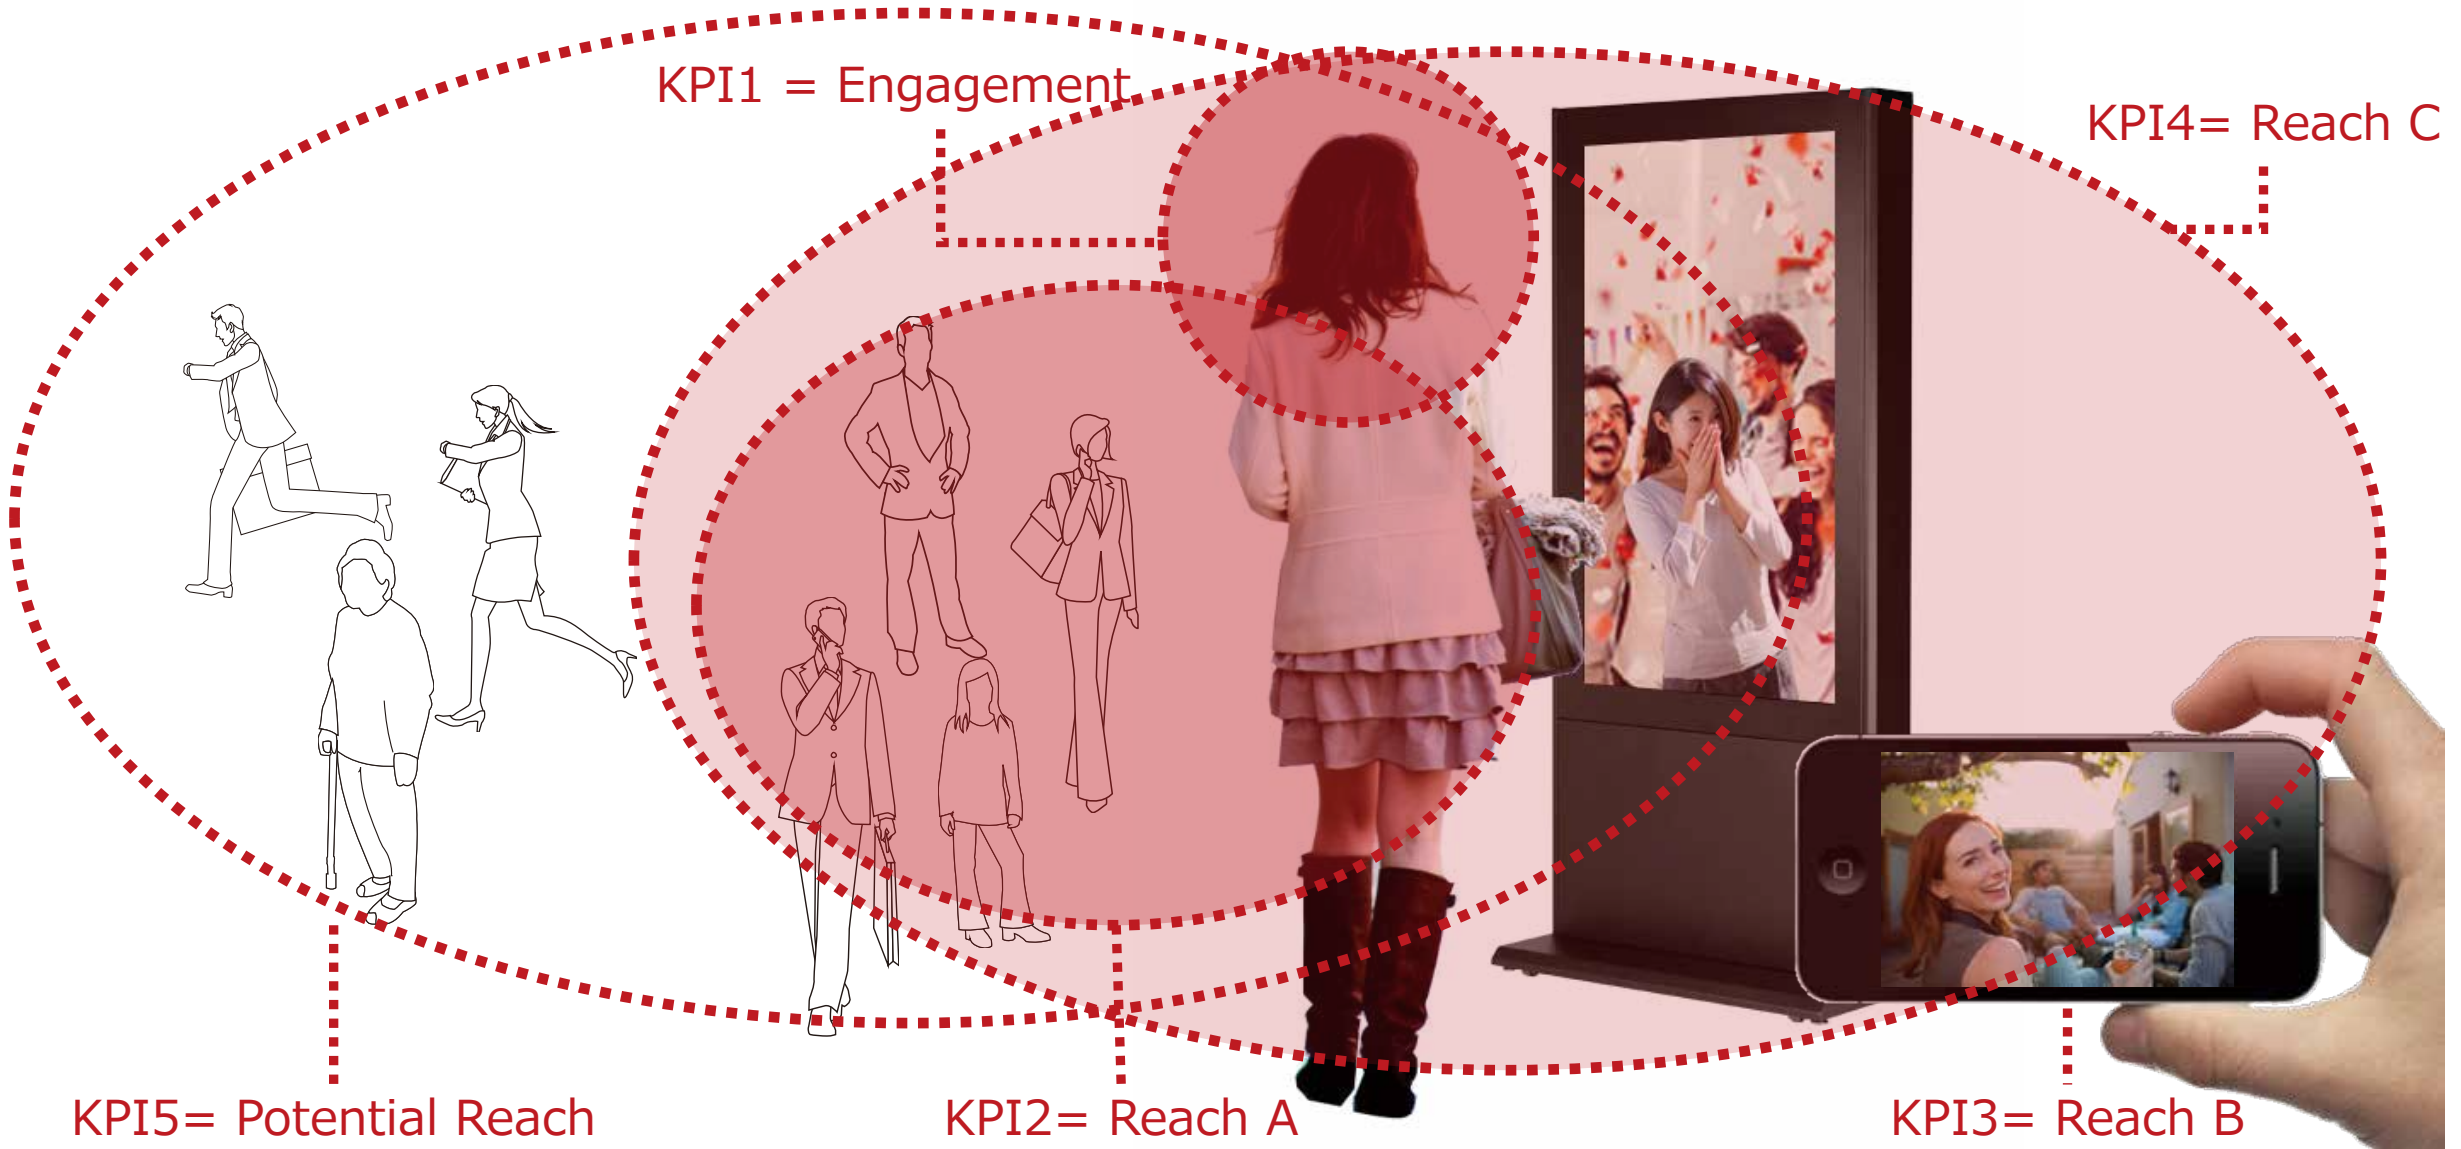 KPI1 = Engagement
KPI4= Reach C
KPI5= Potential Reach
KPI2= Reach A
KPI3= Reach B